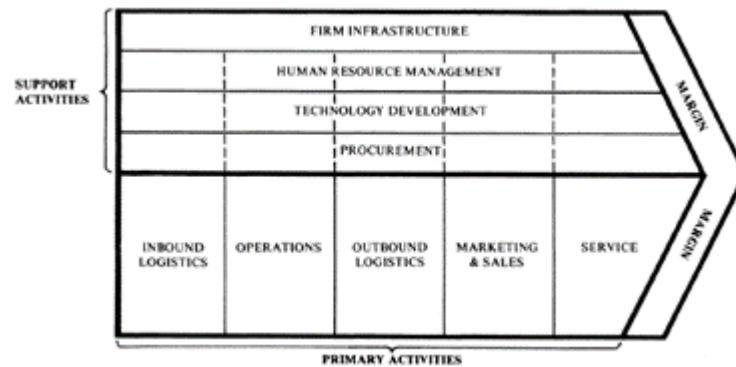 FIRM INFRASTRUCTURE
HUMAN RESOURCE MANAGEMENT
SUPPORT
ACTIVITIES
TECHNOLOGY DEVELOPMENT
PROCUREMENT
MARGIN
INBOUND
LOGISTICS
OPERATIONS
OUTBOUND
LOGISTICS
MARKETING
& SALES
SERVICE
MARGIN
PRIMARY ACTIVITIES